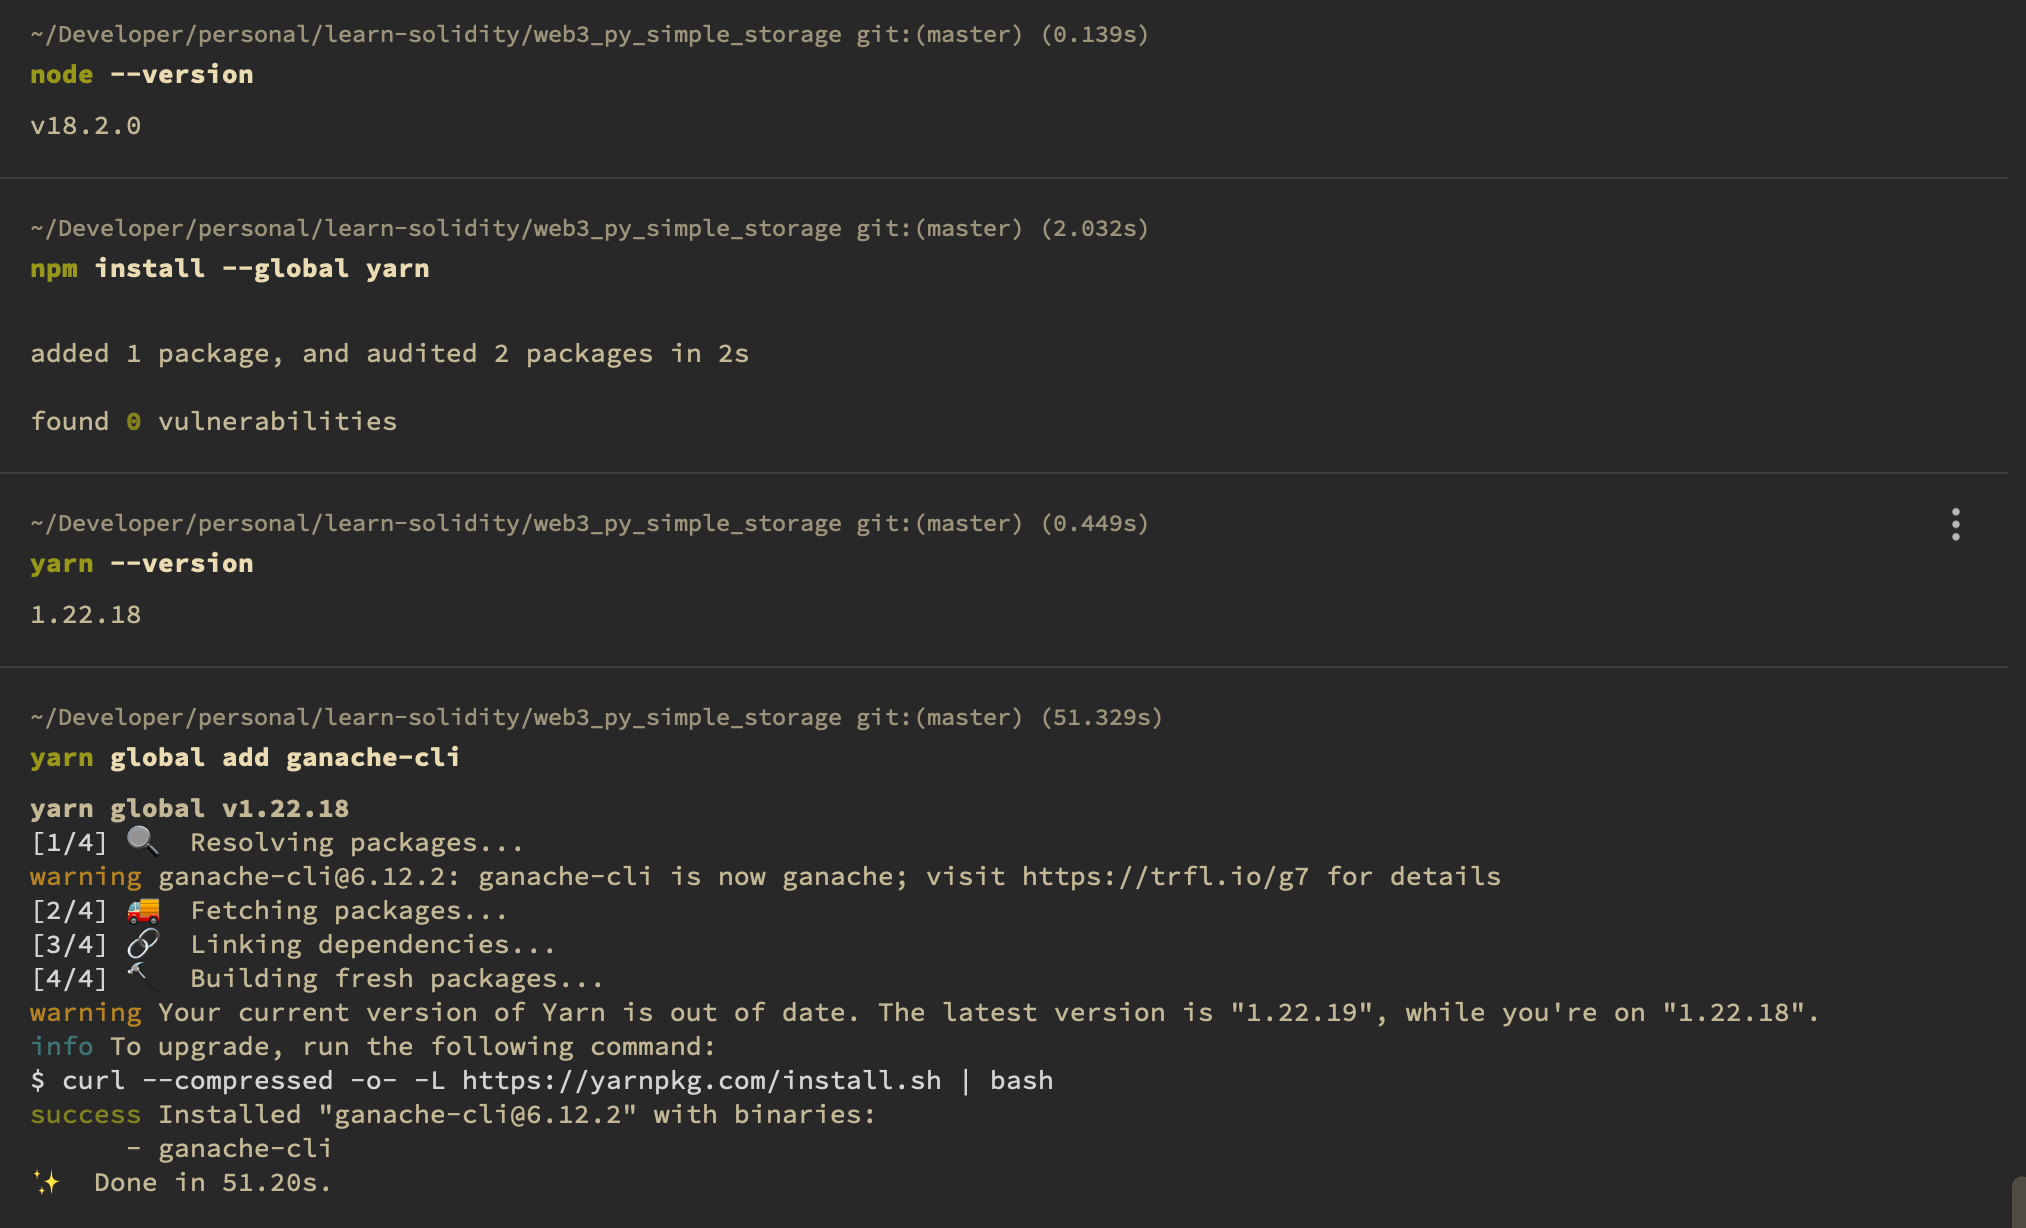 ~/Developer/personal/learn-solidity/web3_py_simple_storage git:(master) (0.139s)
node --version
v18.2.0
~/Developer/personal/learn-solidity/web3_py_simple_storage git:(master) (2.032s)
npm install --global yarn
added 1 package, and audited 2 packages in 2s
found 0 vulnerabilities
~/Developer/personal/learn-solidity/web3_py_simple_storage git:(master) (0.449s)
yarn --version
1.22.18
~/Developer/personal/learn-solidity/web3_py_simple_storage git:(master) (51.329s)
yarn global add ganache-cli
yarn global v1.22.18
[1/4] 🔍  Resolving packages...
warning ganache-cli@6.12.2: ganache-cli is now ganache; visit https://trfl.io/g7 for details
[2/4] 🚚  Fetching packages...
[3/4] 🔗  Linking dependencies...
[4/4] 🔨  Building fresh packages...
warning Your current version of Yarn is out of date. The latest version is "1.22.19", while you're on "1.22.18".
info To upgrade, run the following command:
$ curl --compressed -o- -L https://yarnpkg.com/install.sh | bash
success Installed "ganache-cli@6.12.2" with binaries:
      - ganache-cli
✨  Done in 51.20s.